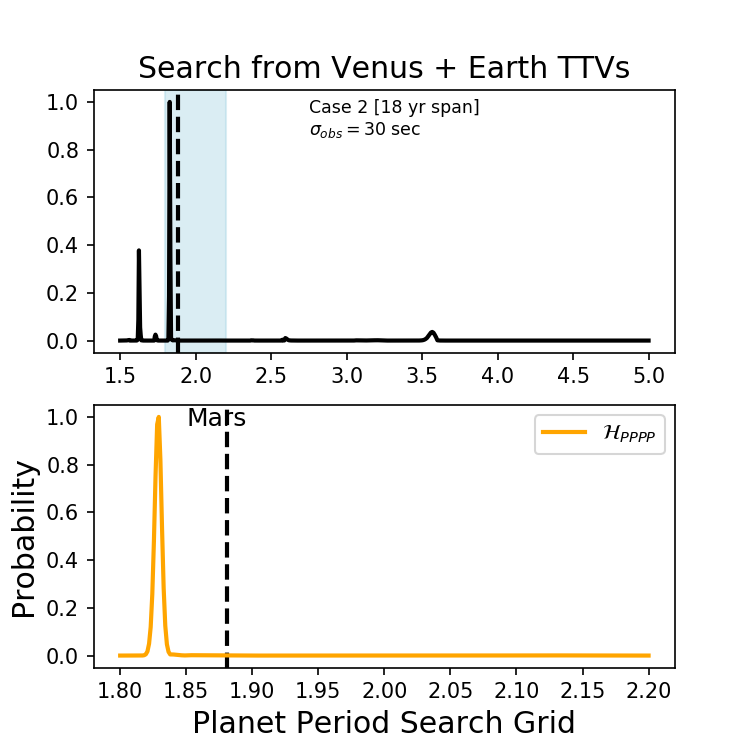 Search from Venus + Earth TTVs
Case 2 [18 yr span]
σ_obs = 30 sec
1.0
0.8
0.6
0.4
0.2
0.0
1.5 2.0 2.5 3.0 3.5 4.0 4.5 5.0
Mars
ℋ_PPPP
Probability
1.0
0.8
0.6
0.4
0.2
0.0
1.80 1.85 1.90 1.95 2.00 2.05 2.10 2.15 2.20
Planet Period Search Grid